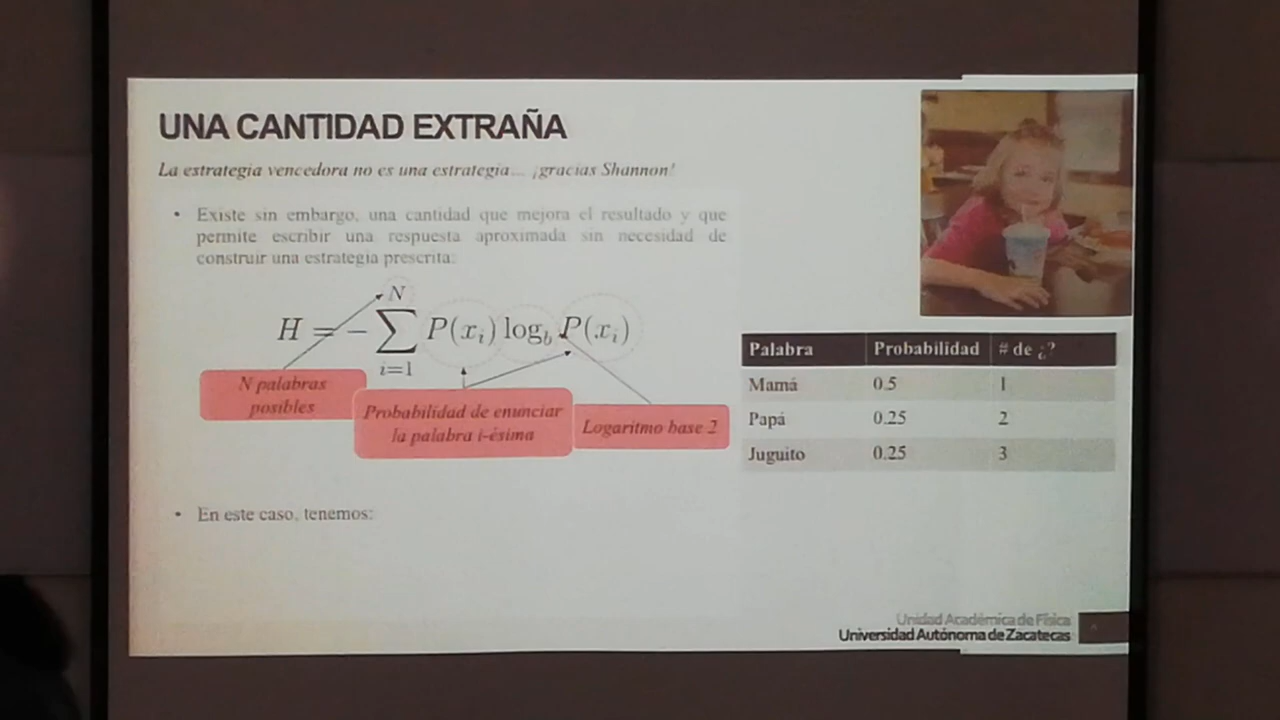 UNA CANTIDAD EXTRAÑA
La estrategia vencedora no es una estrategia... ¡gracias Shannon!
• Existe sin embargo, una cantidad que mejora el resultado y que
permite escribir una respuesta aproximada sin necesidad de
construir una estrategia prescrita:
H = − ∑_{i=1}^{N} P(x_i) log_b P(x_i)
N palabras
posibles
Probabilidad de enunciar
la palabra i-ésima
Logaritmo base 2
Palabra Probabilidad # de ¿?
Mamá 0.5 1
Papá 0.25 2
Juguito 0.25 3
• En este caso, tenemos:
Unidad Académica de Física
Universidad Autónoma de Zacatecas